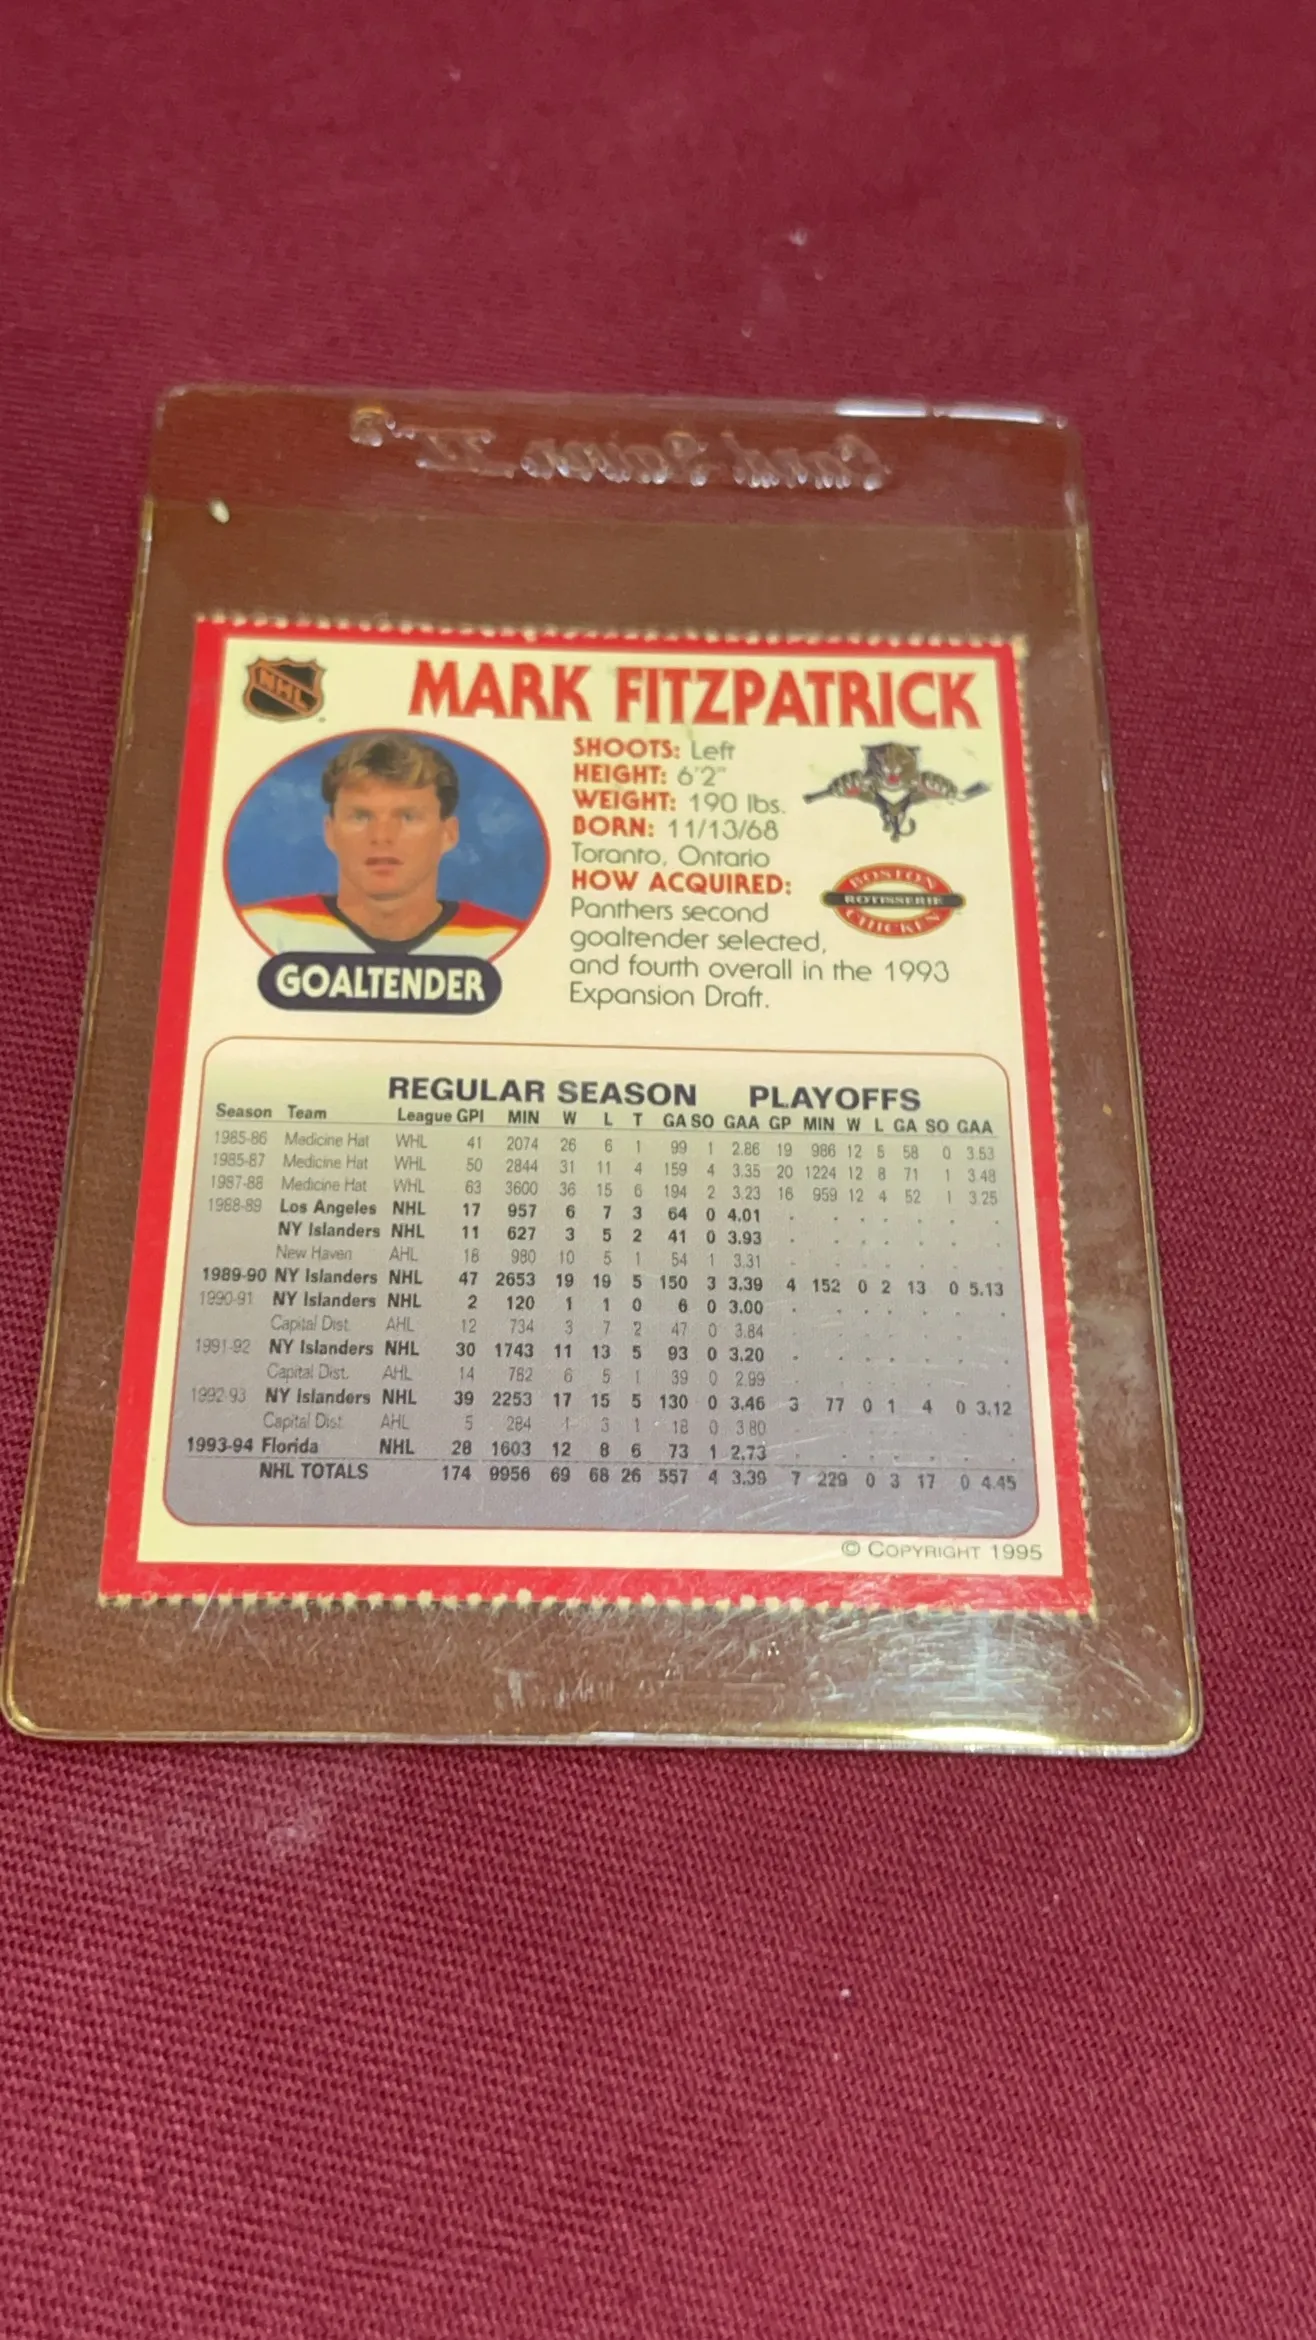 Card Saver II®
MARK FITZPATRICK
NHL
SHOOTS: Left
HEIGHT: 6'2"
WEIGHT: 190 lbs.
BORN: 11/13/68
Toranto, Ontario
HOW ACQUIRED:
Panthers second
goaltender selected,
and fourth overall in the 1993
Expansion Draft.
BOSTON
ROTISSERIE
CHICKEN
GOALTENDER
REGULAR SEASON PLAYOFFS
Season Team League GPI MIN W L T GA SO GAA GP MIN W L GA SO GAA
1985-86 Medicine Hat WHL 41 2074 26 6 1 99 1 2.86 19 986 12 5 58 0 3.53
1985-87 Medicine Hat WHL 50 2844 31 11 4 159 4 3.35 20 1224 12 8 71 1 3.48
1987-88 Medicine Hat WHL 63 3600 36 15 6 194 2 3.23 16 959 12 4 52 1 3.25
1988-89 Los Angeles NHL 17 957 6 7 3 64 0 4.01 . . . . . . .
NY Islanders NHL 11 627 3 5 2 41 0 3.93 . . . . . . .
New Haven AHL 18 980 10 5 1 54 1 3.31 . . . . . . .
1989-90 NY Islanders NHL 47 2653 19 19 5 150 3 3.39 4 152 0 2 13 0 5.13
1990-91 NY Islanders NHL 2 120 1 1 0 6 0 3.00 . . . . . . .
Capital Dist. AHL 12 734 3 7 2 47 0 3.84 . . . . . . .
1991-92 NY Islanders NHL 30 1743 11 13 5 93 0 3.20 . . . . . . .
Capital Dist. AHL 14 782 6 5 1 39 0 2.99 . . . . . . .
1992-93 NY Islanders NHL 39 2253 17 15 5 130 0 3.46 3 77 0 1 4 0 3.12
Capital Dist. AHL 5 284 1 3 1 18 0 3.80 . . . . . . .
1993-94 Florida NHL 28 1603 12 8 6 73 1 2.73 . . . . . . .
NHL TOTALS 174 9956 69 68 26 557 4 3.39 7 229 0 3 17 0 4.45
© COPYRIGHT 1995